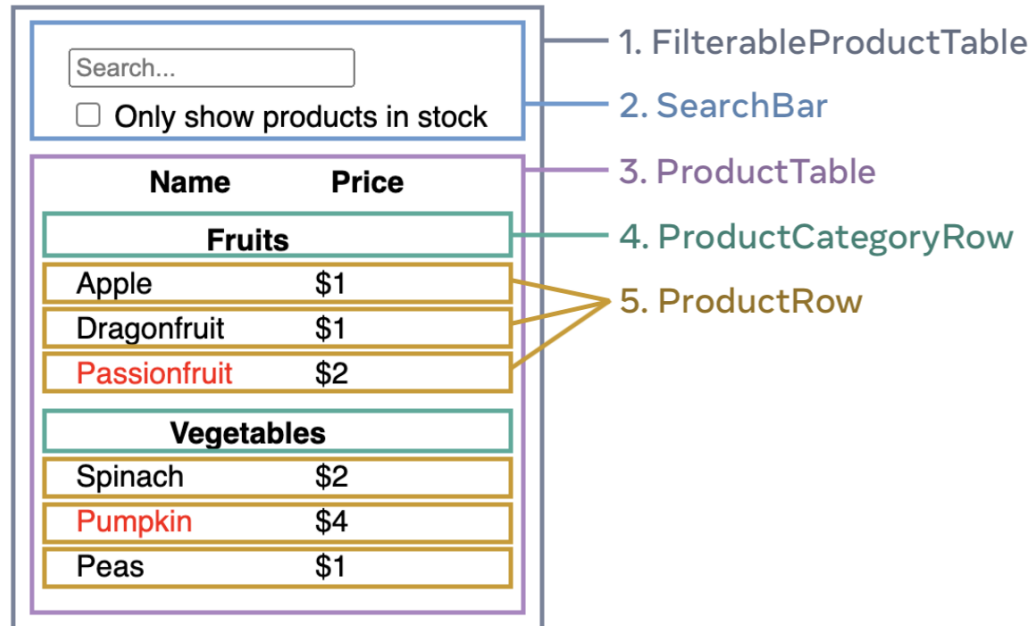 1. FilterableProductTable
Search...
Only show products in stock
2. SearchBar
Name Price
3. ProductTable
Fruits
4. ProductCategoryRow
Apple $1
Dragonfruit $1
5. ProductRow
Passionfruit $2
Vegetables
Spinach $2
Pumpkin $4
Peas $1